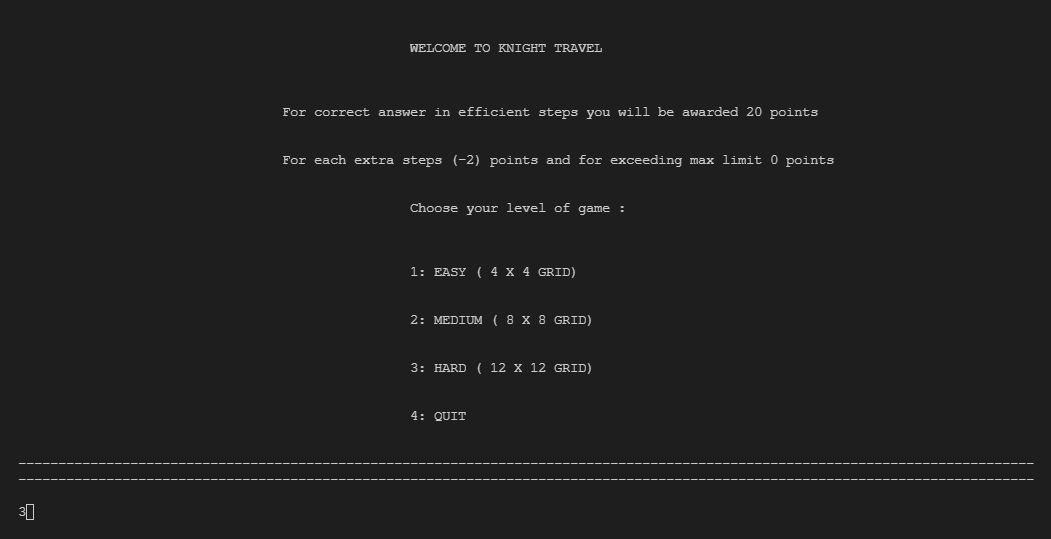 WELCOME TO KNIGHT TRAVEL
For correct answer in efficient steps you will be awarded 20 points
For each extra steps (-2) points and for exceeding max limit 0 points
Choose your level of game :
1: EASY ( 4 X 4 GRID)
2: MEDIUM ( 8 X 8 GRID)
3: HARD ( 12 X 12 GRID)
4: QUIT
-------------------------------------------------------------------------------------------------------------------------------
-------------------------------------------------------------------------------------------------------------------------------
3